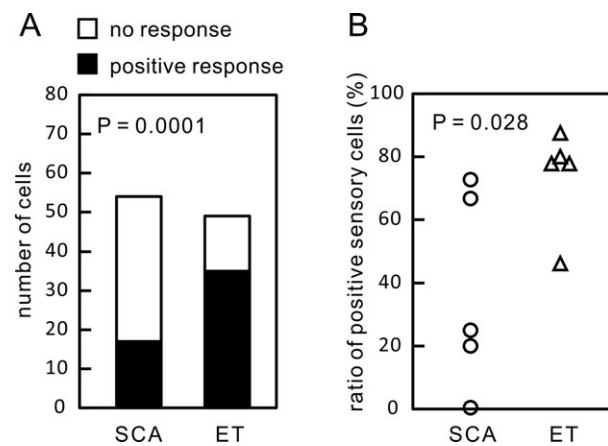 A
no response
positive response
80
70
60
50
40
30
20
10
0
number of cells
P = 0.0001
SCA ET
B
100
80
60
40
20
0
ratio of positive sensory cells (%)
P = 0.028
SCA ET